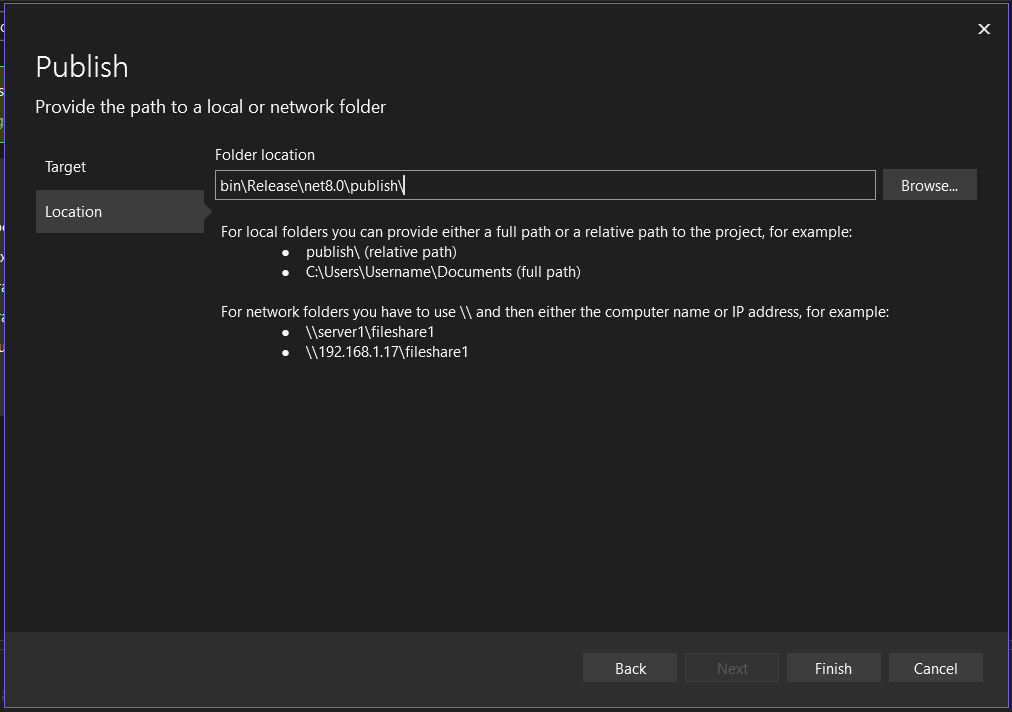 Publish
Provide the path to a local or network folder
Target
Location
Folder location
bin\Release\net8.0\publish\
Browse...
For local folders you can provide either a full path or a relative path to the project, for example:
● publish\ (relative path)
● C:\Users\Username\Documents (full path)
For network folders you have to use \\ and then either the computer name or IP address, for example:
● \\server1\fileshare1
● \\192.168.1.17\fileshare1
Back
Next
Finish
Cancel